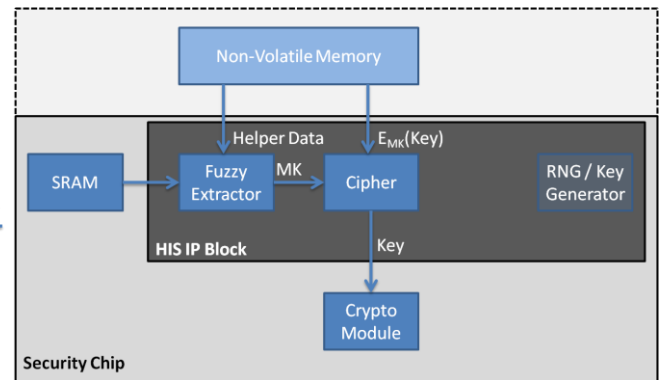 Non-Volatile Memory
Helper Data
E_MK(Key)
SRAM
Fuzzy
Extractor
MK
Cipher
RNG / Key
Generator
HIS IP Block
Key
Crypto
Module
Security Chip